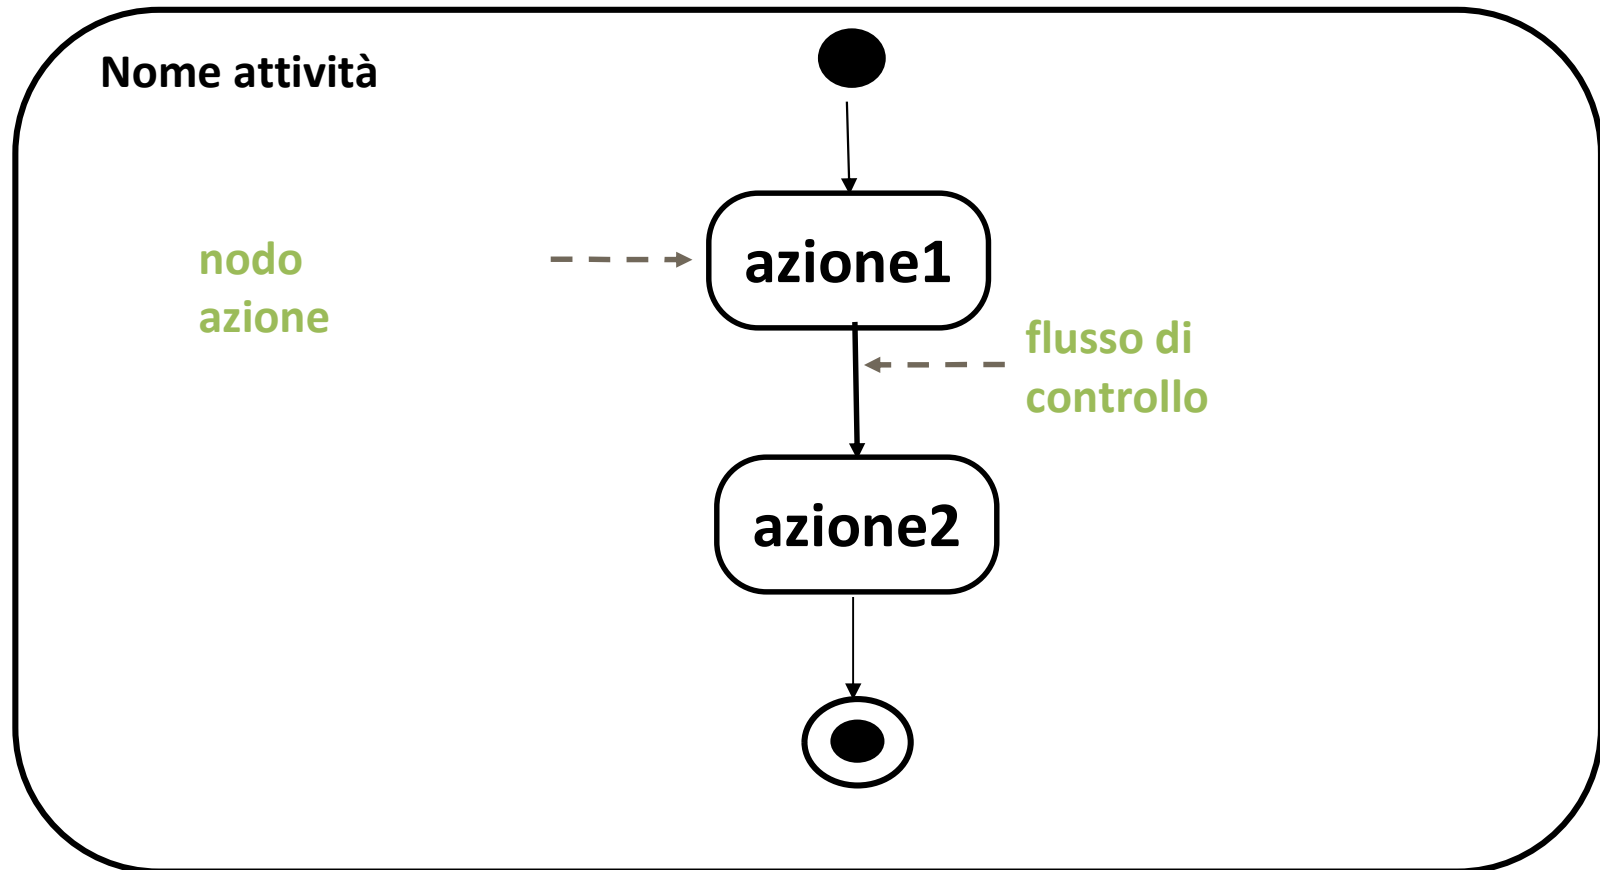 Nome attività
nodo
azione
azione1
flusso di
controllo
azione2